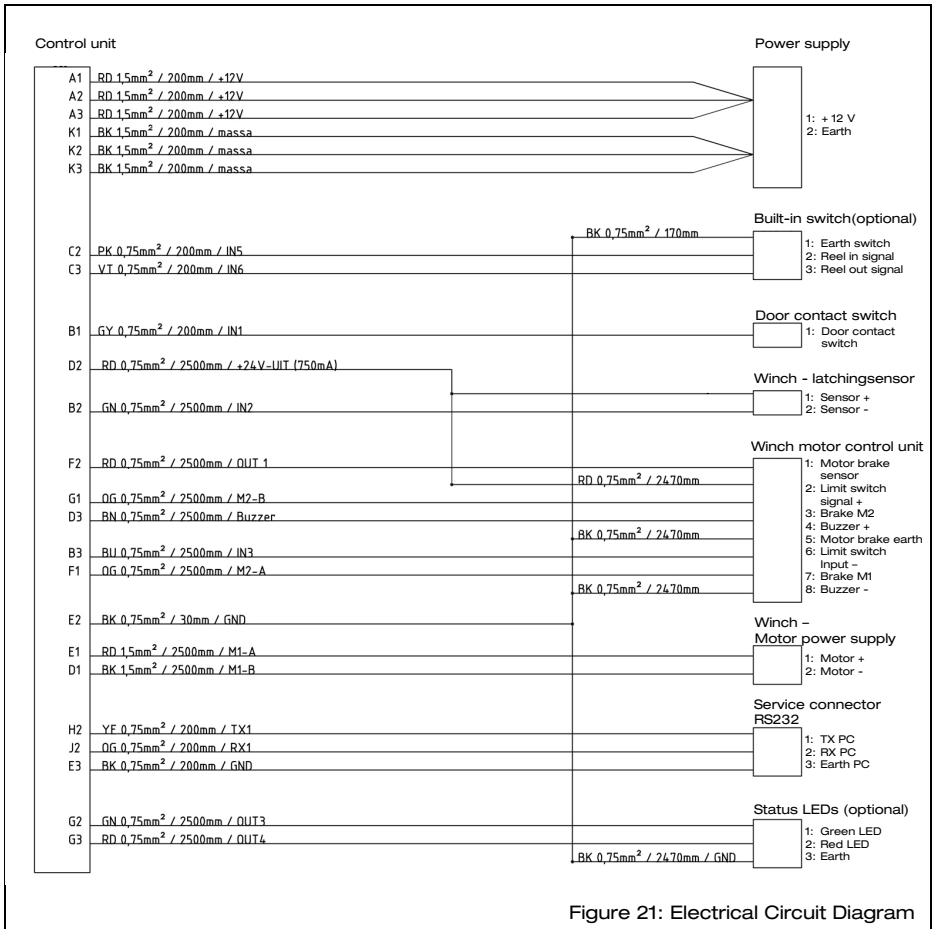 Control unit
Power supply
A1 RD 1,5mm² / 200mm / +12V
A2 RD 1,5mm² / 200mm / +12V
A3 RD 1,5mm² / 200mm / +12V
K1 BK 1,5mm² / 200mm / massa
K2 BK 1,5mm² / 200mm / massa
K3 BK 1,5mm² / 200mm / massa
1: + 12 V
2: Earth
Built-in switch(optional)
BK 0,75mm² / 170mm
C2 PK 0,75mm² / 200mm / IN5
C3 VT 0,75mm² / 200mm / IN6
1: Earth switch
2: Reel in signal
3: Reel out signal
Door contact switch
B1 GY 0,75mm² / 200mm / IN1
1: Door contact
switch
D2 RD 0,75mm² / 2500mm / +24V-UIT (750mA)
Winch - latchingsensor
B2 GN 0,75mm² / 2500mm / IN2
1: Sensor +
2: Sensor -
Winch motor control unit
F2 RD 0,75mm² / 2500mm / OUT 1
RD 0,75mm² / 2470mm
G1 OG 0,75mm² / 2500mm / M2-B
D3 BN 0,75mm² / 2500mm / Buzzer
BK 0,75mm² / 2470mm
B3 BU 0,75mm² / 2500mm / IN3
F1 OG 0,75mm² / 2500mm / M2-A
BK 0,75mm² / 2470mm
1: Motor brake
sensor
2: Limit switch
signal +
3: Brake M2
4: Buzzer +
5: Motor brake earth
6: Limit switch
Input –
7: Brake M1
8: Buzzer -
E2 BK 0,75mm² / 30mm / GND
Winch –
Motor power supply
E1 RD 1,5mm² / 2500mm / M1-A
D1 BK 1,5mm² / 2500mm / M1-B
1: Motor +
2: Motor -
Service connector
RS232
H2 YE 0,75mm² / 200mm / TX1
J2 OG 0,75mm² / 200mm / RX1
E3 BK 0,75mm² / 200mm / GND
1: TX PC
2: RX PC
3: Earth PC
Status LEDs (optional)
G2 GN 0,75mm² / 2500mm / OUT3
G3 RD 0,75mm² / 2500mm / OUT4
BK 0,75mm² / 2470mm / GND
1: Green LED
2: Red LED
3: Earth
Figure 21: Electrical Circuit Diagram